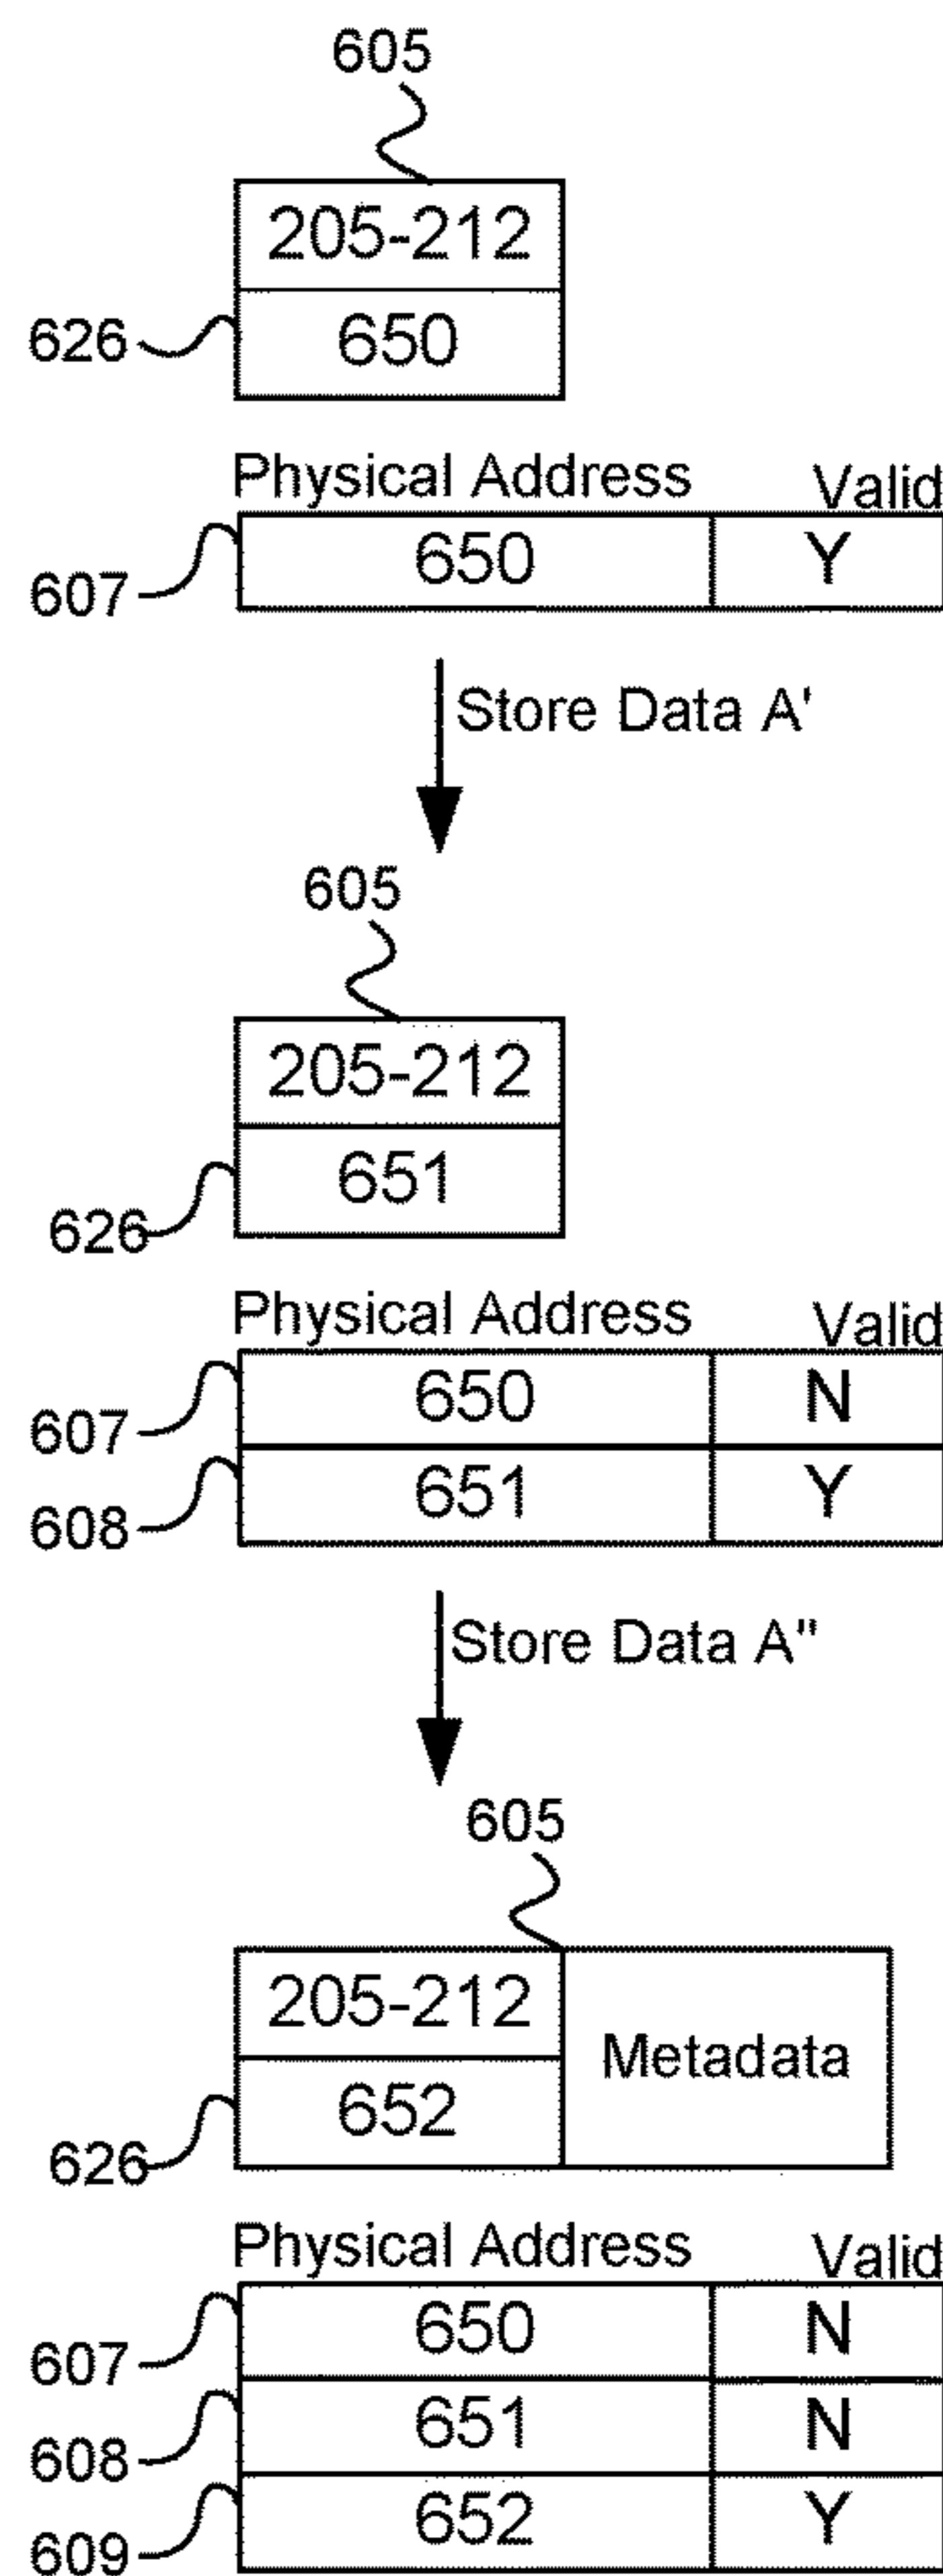 605
205-212
626 650
Physical Address Valid
607 650 Y
Store Data A'
605
205-212
626 651
Physical Address Valid
607 650 N
608 651 Y
Store Data A"
605
205-212 Metadata
626 652
Physical Address Valid
607 650 N
608 651 N
609 652 Y